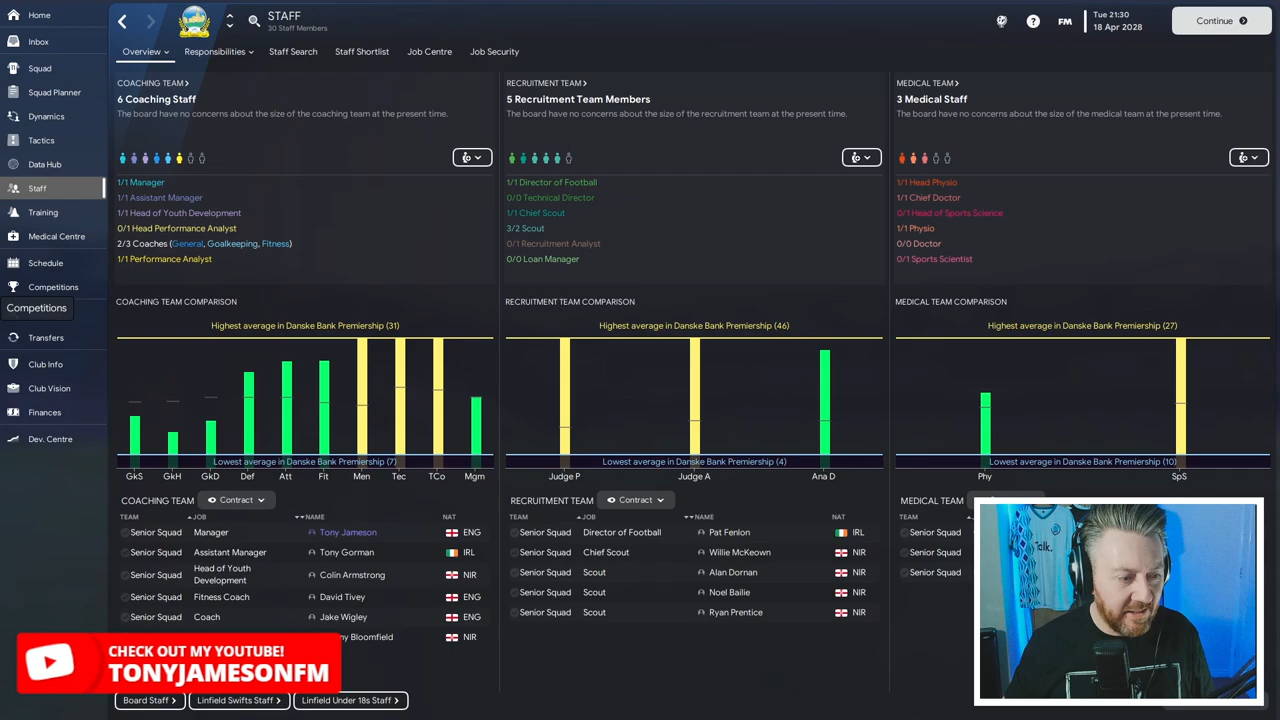 Home
STAFF
30 Staff Members
FM
Tue 21:30
18 Apr 2028
Continue
Inbox
Overview
Responsibilities
Staff Search
Staff Shortlist
Job Centre
Job Security
Squad
Squad Planner
Dynamics
Tactics
Data Hub
Staff
Training
Medical Centre
Schedule
Competitions
Competitions
Transfers
Club Info
Club Vision
Finances
Dev. Centre
COACHING TEAM
6 Coaching Staff
The board have no concerns about the size of the coaching team at the present time.
1/1 Manager
1/1 Assistant Manager
1/1 Head of Youth Development
0/1 Head Performance Analyst
2/3 Coaches (General, Goalkeeping, Fitness)
1/1 Performance Analyst
RECRUITMENT TEAM
5 Recruitment Team Members
The board have no concerns about the size of the recruitment team at the present time.
1/1 Director of Football
0/0 Technical Director
1/1 Chief Scout
3/2 Scout
0/1 Recruitment Analyst
0/0 Loan Manager
MEDICAL TEAM
3 Medical Staff
The board have no concerns about the size of the medical team at the present time.
1/1 Head Physio
1/1 Chief Doctor
0/1 Head of Sports Science
1/1 Physio
0/0 Doctor
0/1 Sports Scientist
COACHING TEAM COMPARISON
Highest average in Danske Bank Premiership (31)
Lowest average in Danske Bank Premiership (7)
GkS GkH GkD Def Att Fit Men Tec TCo Mgm
RECRUITMENT TEAM COMPARISON
Highest average in Danske Bank Premiership (46)
Lowest average in Danske Bank Premiership (4)
Judge P Judge A Ana D
MEDICAL TEAM COMPARISON
Highest average in Danske Bank Premiership (27)
Lowest average in Danske Bank Premiership (10)
Phy SpS
COACHING TEAM Contract
TEAM JOB NAME NAT
Senior Squad Manager Tony Jameson ENG
Senior Squad Assistant Manager Tony Gorman IRL
Senior Squad Head of Youth Development Colin Armstrong NIR
Senior Squad Fitness Coach David Tivey ENG
Senior Squad Coach Jake Wigley ENG
ny Bloomfield NIR
RECRUITMENT TEAM Contract
TEAM JOB NAME NAT
Senior Squad Director of Football Pat Fenlon IRL
Senior Squad Chief Scout Willie McKeown NIR
Senior Squad Scout Alan Dornan NIR
Senior Squad Scout Noel Bailie NIR
Senior Squad Scout Ryan Prentice NIR
MEDICAL TEAM
TEAM
Senior Squad
Senior Squad
Senior Squad
Talk.
CHECK OUT MY YOUTUBE!
TONYJAMESONFM
Board Staff
Linfield Swifts Staff
Linfield Under 18s Staff